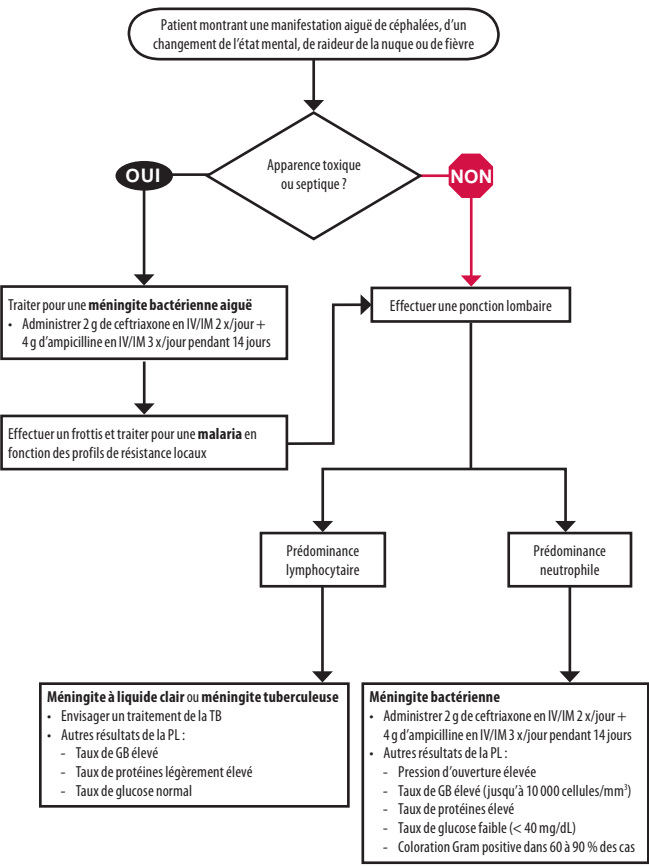 Patient montrant une manifestation aiguë de céphalées, d'un
changement de l'état mental, de raideur de la nuque ou de fièvre
Apparence toxique
ou septique ?
OUI
NON
Traiter pour une méningite bactérienne aiguë
• Administrer 2 g de ceftriaxone en IV/IM 2 x/jour +
4 g d'ampicilline en IV/IM 3 x/jour pendant 14 jours
Effectuer une ponction lombaire
Effectuer un frottis et traiter pour une malaria en
fonction des profils de résistance locaux
Prédominance
lymphocytaire
Prédominance
neutrophile
Méningite à liquide clair ou méningite tuberculeuse
• Envisager un traitement de la TB
• Autres résultats de la PL :
- Taux de GB élevé
- Taux de protéines légèrement élevé
- Taux de glucose normal
Méningite bactérienne
• Administrer 2 g de ceftriaxone en IV/IM 2 x/jour +
4 g d'ampicilline en IV/IM 3 x/jour pendant 14 jours
• Autres résultats de la PL :
- Pression d'ouverture élevée
- Taux de GB élevé (jusqu'à 10 000 cellules/mm³)
- Taux de protéines élevé
- Taux de glucose faible (< 40 mg/dL)
- Coloration Gram positive dans 60 à 90 % des cas